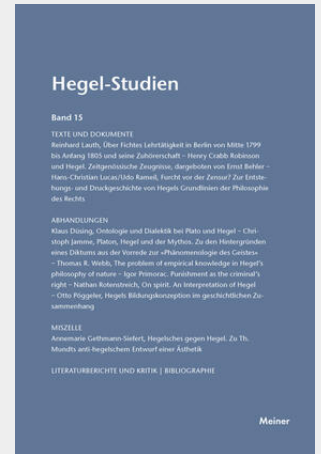 Hegel-Studien
Band 15
TEXTE UND DOKUMENTE
Reinhard Lauth, Über Fichtes Lehrtätigkeit in Berlin von Mitte 1799
bis Anfang 1805 und seine Zuhörerschaft – Henry Crabb Robinson
und Hegel. Zeitgenössische Zeugnisse, dargeboten von Ernst Behler –
Hans-Christian Lucas/Udo Rameil, Furcht vor der Zensur? Zur Entste-
hungs- und Druckgeschichte von Hegels Grundlinien der Philosophie
des Rechts
ABHANDLUNGEN
Klaus Düsing, Ontologie und Dialektik bei Plato und Hegel – Chri-
stoph Jamme, Platon, Hegel und der Mythos. Zu den Hintergründen
eines Diktums aus der Vorrede zur »Phänomenologie des Geistes«
– Thomas R. Webb, The problem of empirical knowledge in Hegel's
philosophy of nature – Igor Primorac. Punishment as the criminal's
right – Nathan Rotenstreich, On spirit. An Interpretation of Hegel
– Otto Pöggeler, Hegels Bildungskonzeption im geschichtlichen Zu-
sammenhang
MISZELLE
Annemarie Gethmann-Siefert, Hegelsches gegen Hegel. Zu Th.
Mundts anti-hegelschem Entwurf einer Ästhetik
LITERATURBERICHTE UND KRITIK | BIBLIOGRAPHIE
Meiner